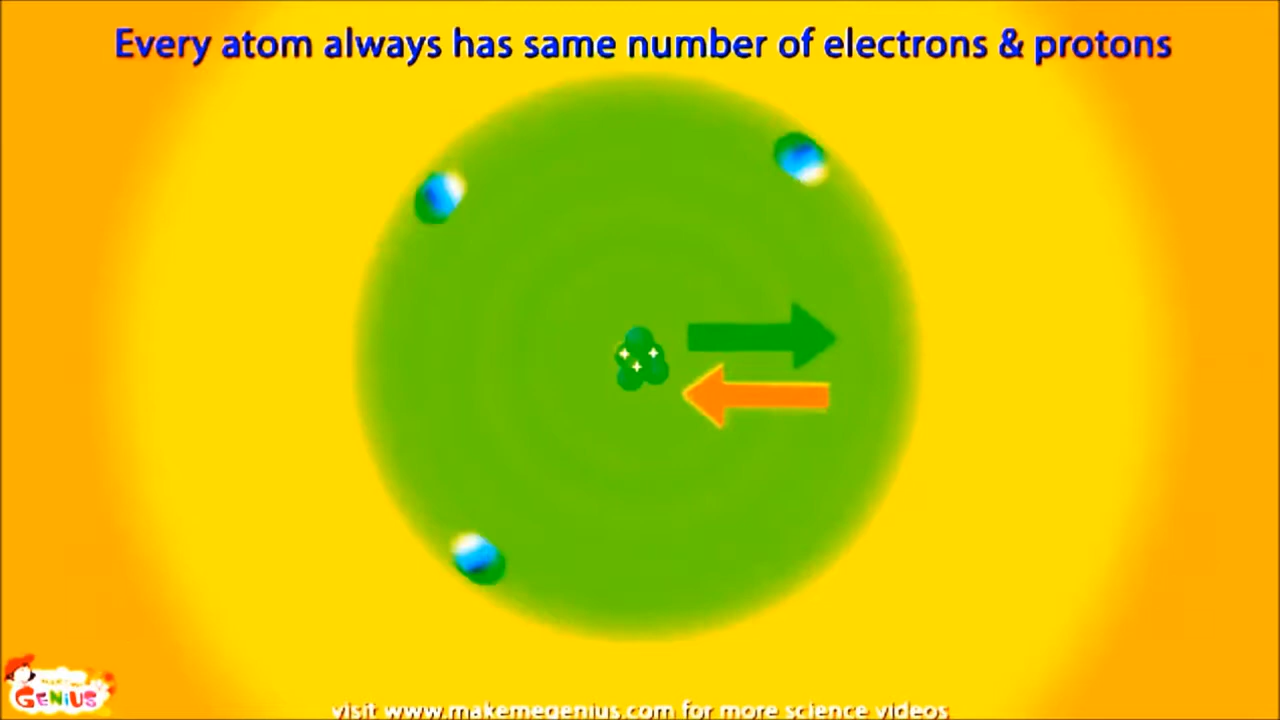 Every atom always has same number of electrons & protons
+ +
+
GENIUS
visit www.makemegenius.com for more science videos